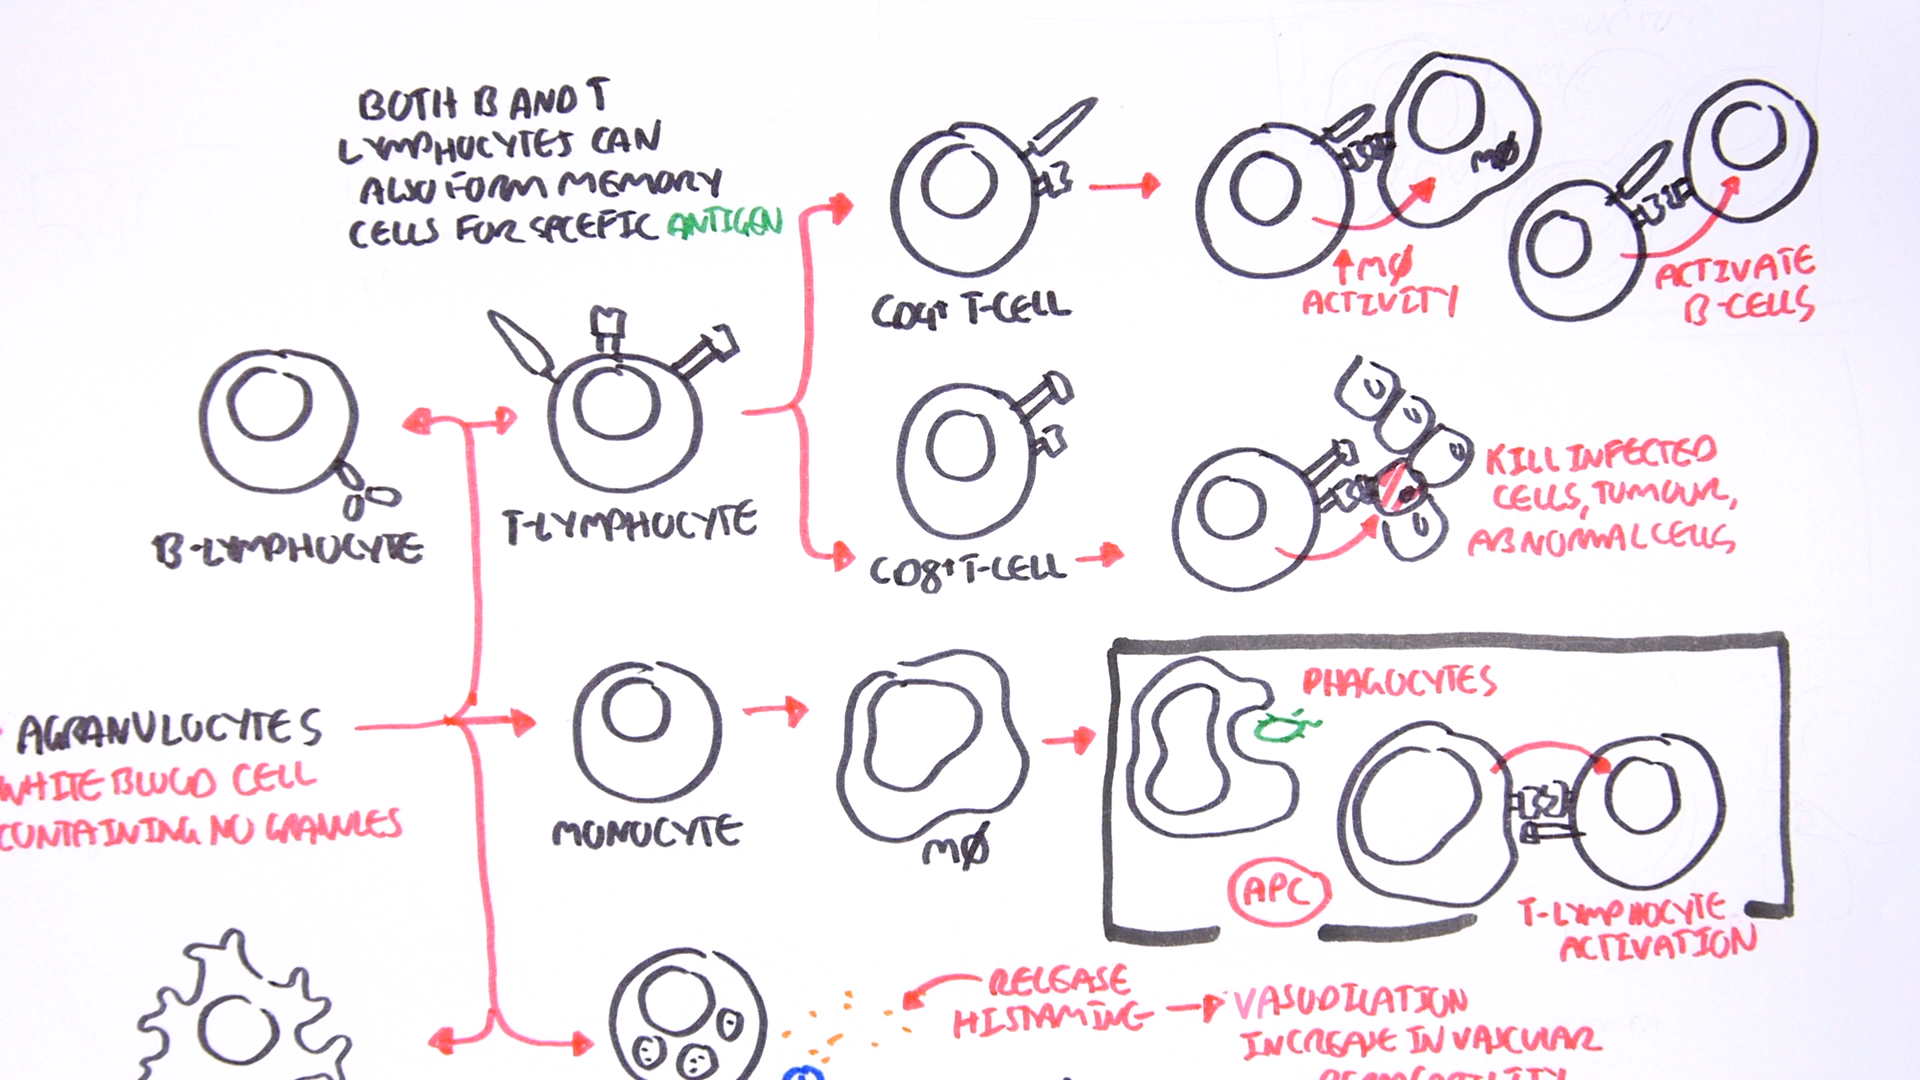 BOTH B AND T
LYMPHOCYTES CAN
ALSO FORM MEMORY
CELLS FOR SPCEFIC ANTIGEN
CD4+ T-CELL
↑MØ
ACTIVITY
MØ
ACTIVATE
B-CELLS
B-LYMPHOCYTE
T-LYMPHOCYTE
CD8+ T-CELL
KILL INFECTED
CELLS, TUMOUR,
ABNORMAL CELLS
AGRANULOCYTES
WHITE BLOOD CELL
CONTAINING NO GRANULES
MONOCYTE
MØ
PHAGOCYTES
APC
T-LYMPHOCYTE
ACTIVATION
RELEASE
HISTAMING
VASODILATION
INCREASE IN VASCULAR